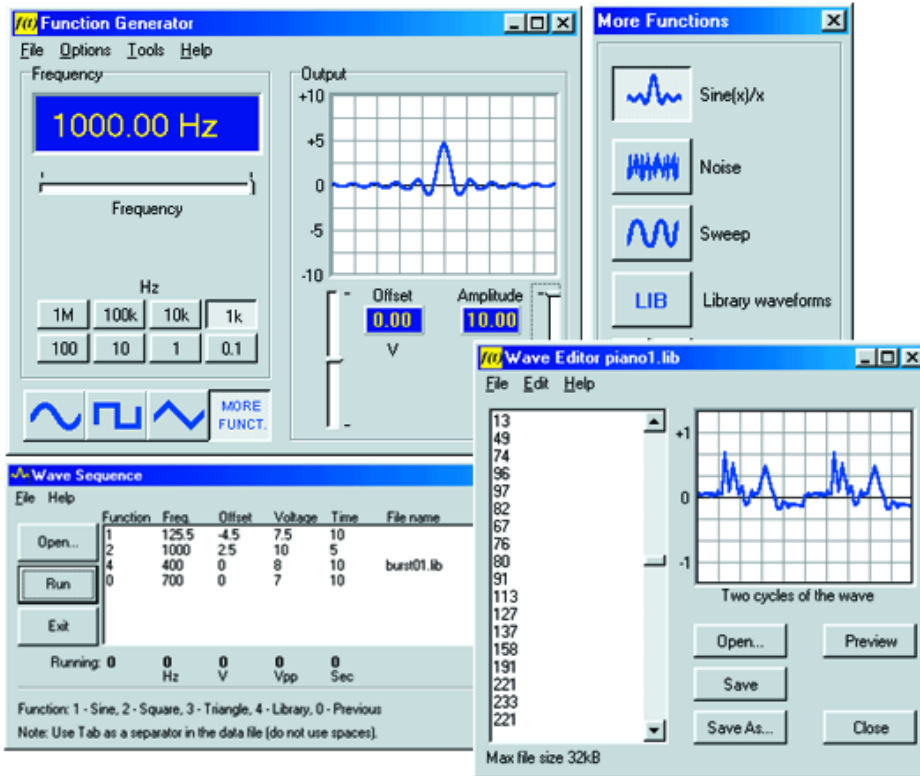 f(t) Function Generator
File Options Tools Help
Frequency
1000.00 Hz
Frequency
Hz
1M 100k 10k 1k
100 10 1 0.1
MORE
FUNCT.
Output
+10
+5
0
-5
-10
Offset Amplitude
0.00 10.00
V
More Functions
Sine(x)/x
Noise
Sweep
LIB Library waveforms
Wave Sequence
File Help
Function Freq. Offset Voltage Time File name
1 125.5 -4.5 7.5 10
2 1000 2.5 10 5
4 400 0 8 10 burst01.lib
0 700 0 7 10
Open...
Run
Exit
Running: 0 0 0 0 0
Hz V Vpp Sec
Function: 1 - Sine, 2 - Square, 3 - Triangle, 4 - Library, 0 - Previous
Note: Use Tab as a separator in the data file (do not use spaces).
f(t) Wave Editor piano1.lib
File Edit Help
13
49
74
96
97
82
67
76
80
91
113
127
137
158
191
221
233
221
+1
0
-1
Two cycles of the wave
Open... Preview
Save
Save As... Close
Max file size 32kB